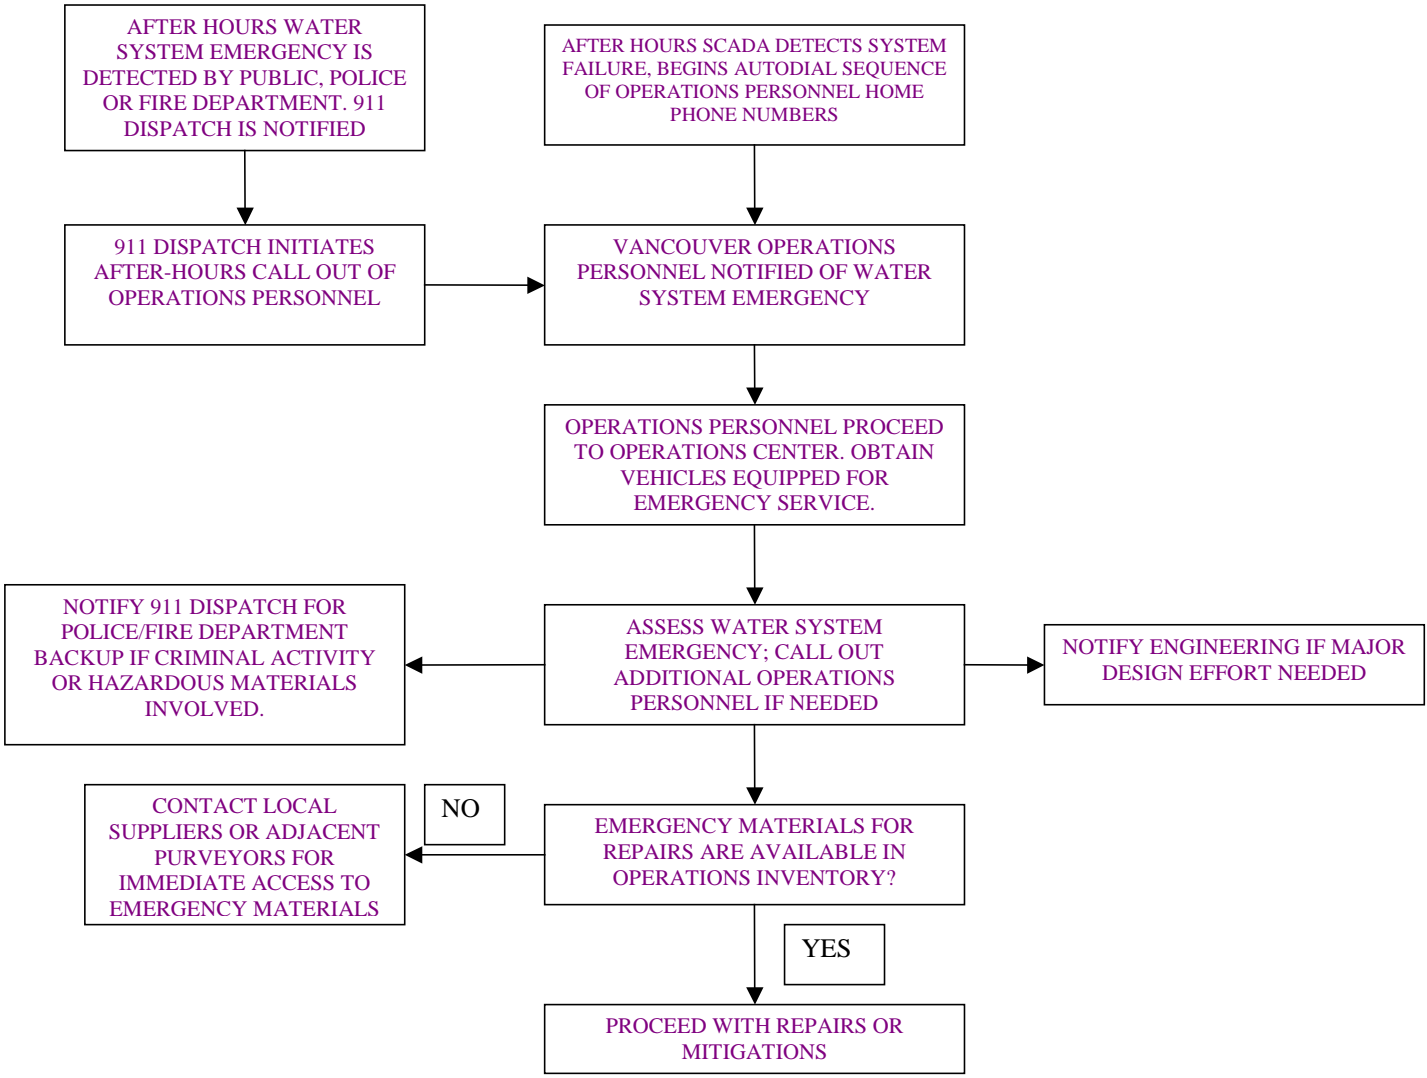 AFTER HOURS WATER
SYSTEM EMERGENCY IS
DETECTED BY PUBLIC, POLICE
OR FIRE DEPARTMENT. 911
DISPATCH IS NOTIFIED
AFTER HOURS SCADA DETECTS SYSTEM
FAILURE, BEGINS AUTODIAL SEQUENCE
OF OPERATIONS PERSONNEL HOME
PHONE NUMBERS
911 DISPATCH INITIATES
AFTER-HOURS CALL OUT OF
OPERATIONS PERSONNEL
VANCOUVER OPERATIONS
PERSONNEL NOTIFIED OF WATER
SYSTEM EMERGENCY
OPERATIONS PERSONNEL PROCEED
TO OPERATIONS CENTER. OBTAIN
VEHICLES EQUIPPED FOR
EMERGENCY SERVICE.
NOTIFY 911 DISPATCH FOR
POLICE/FIRE DEPARTMENT
BACKUP IF CRIMINAL ACTIVITY
OR HAZARDOUS MATERIALS
INVOLVED.
ASSESS WATER SYSTEM
EMERGENCY; CALL OUT
ADDITIONAL OPERATIONS
PERSONNEL IF NEEDED
NOTIFY ENGINEERING IF MAJOR
DESIGN EFFORT NEEDED
CONTACT LOCAL
SUPPLIERS OR ADJACENT
PURVEYORS FOR
IMMEDIATE ACCESS TO
EMERGENCY MATERIALS
NO
EMERGENCY MATERIALS FOR
REPAIRS ARE AVAILABLE IN
OPERATIONS INVENTORY?
YES
PROCEED WITH REPAIRS OR
MITIGATIONS